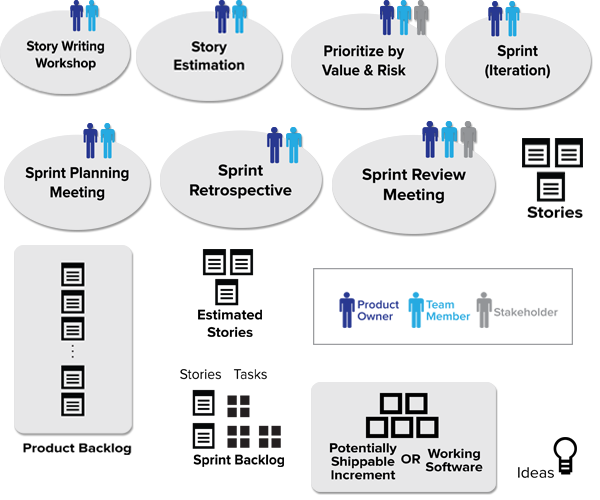 Story Writing
Workshop
Story
Estimation
Prioritize by
Value & Risk
Sprint
(Iteration)
Sprint Planning
Meeting
Sprint
Retrospective
Sprint Review
Meeting
Stories
Estimated
Stories
Product
Owner
Team
Member
Stakeholder
Stories Tasks
Product Backlog
Sprint Backlog
Potentially
Shippable
Increment
OR
Working
Software
Ideas